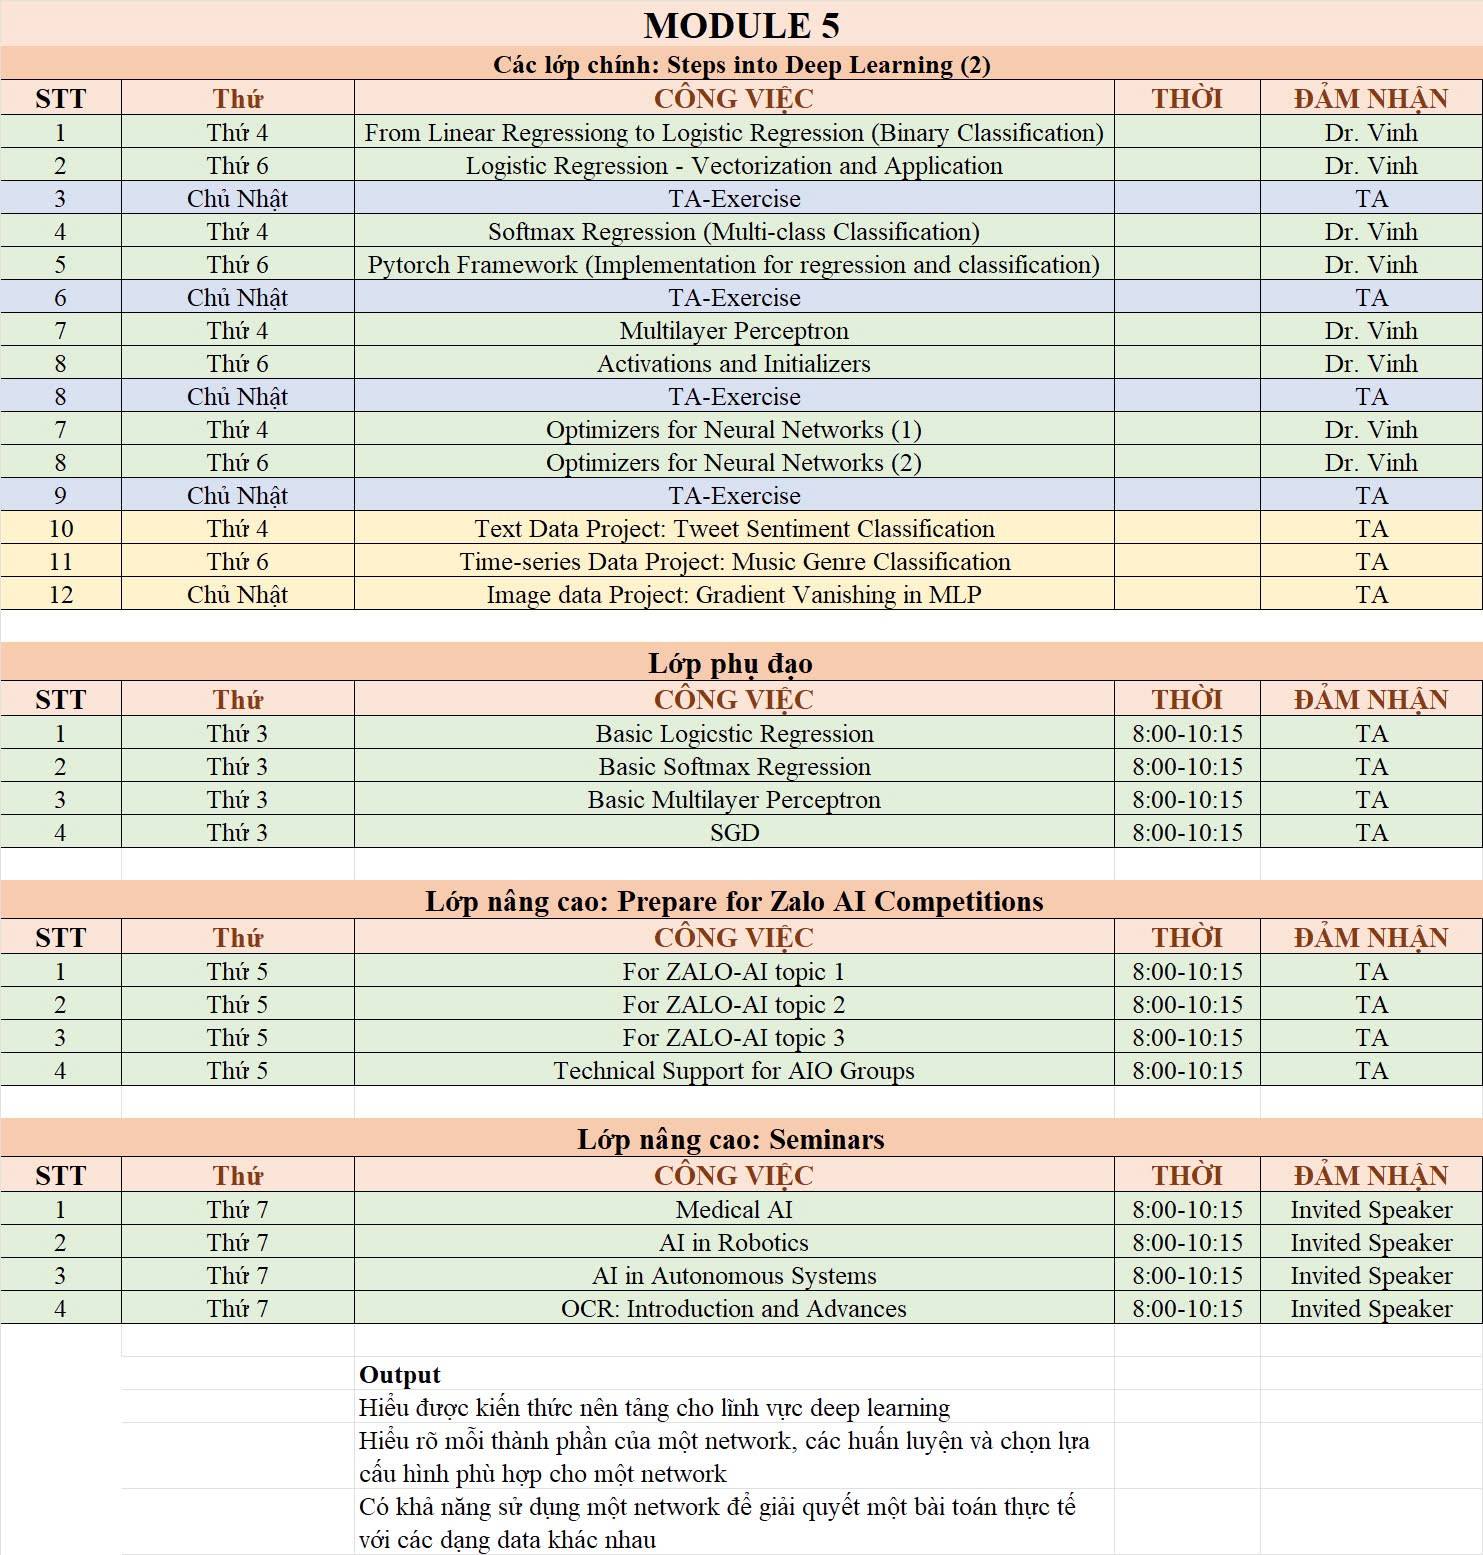 MODULE 5
Các lớp chính: Steps into Deep Learning (2)
STT Thứ CÔNG VIỆC THỜI ĐẢM NHẬN
1 Thứ 4 From Linear Regressiong to Logistic Regression (Binary Classification) Dr. Vinh
2 Thứ 6 Logistic Regression - Vectorization and Application Dr. Vinh
3 Chủ Nhật TA-Exercise TA
4 Thứ 4 Softmax Regression (Multi-class Classification) Dr. Vinh
5 Thứ 6 Pytorch Framework (Implementation for regression and classification) Dr. Vinh
6 Chủ Nhật TA-Exercise TA
7 Thứ 4 Multilayer Perceptron Dr. Vinh
8 Thứ 6 Activations and Initializers Dr. Vinh
8 Chủ Nhật TA-Exercise TA
7 Thứ 4 Optimizers for Neural Networks (1) Dr. Vinh
8 Thứ 6 Optimizers for Neural Networks (2) Dr. Vinh
9 Chủ Nhật TA-Exercise TA
10 Thứ 4 Text Data Project: Tweet Sentiment Classification TA
11 Thứ 6 Time-series Data Project: Music Genre Classification TA
12 Chủ Nhật Image data Project: Gradient Vanishing in MLP TA
Lớp phụ đạo
STT Thứ CÔNG VIỆC THỜI ĐẢM NHẬN
1 Thứ 3 Basic Logicstic Regression 8:00-10:15 TA
2 Thứ 3 Basic Softmax Regression 8:00-10:15 TA
3 Thứ 3 Basic Multilayer Perceptron 8:00-10:15 TA
4 Thứ 3 SGD 8:00-10:15 TA
Lớp nâng cao: Prepare for Zalo AI Competitions
STT Thứ CÔNG VIỆC THỜI ĐẢM NHẬN
1 Thứ 5 For ZALO-AI topic 1 8:00-10:15 TA
2 Thứ 5 For ZALO-AI topic 2 8:00-10:15 TA
3 Thứ 5 For ZALO-AI topic 3 8:00-10:15 TA
4 Thứ 5 Technical Support for AIO Groups 8:00-10:15 TA
Lớp nâng cao: Seminars
STT Thứ CÔNG VIỆC THỜI ĐẢM NHẬN
1 Thứ 7 Medical AI 8:00-10:15 Invited Speaker
2 Thứ 7 AI in Robotics 8:00-10:15 Invited Speaker
3 Thứ 7 AI in Autonomous Systems 8:00-10:15 Invited Speaker
4 Thứ 7 OCR: Introduction and Advances 8:00-10:15 Invited Speaker
Output
Hiểu được kiến thức nên tảng cho lĩnh vực deep learning
Hiểu rõ mỗi thành phần của một network, các huấn luyện và chọn lựa
cấu hình phù hợp cho một network
Có khả năng sử dụng một network để giải quyết một bài toán thực tế
với các dạng data khác nhau